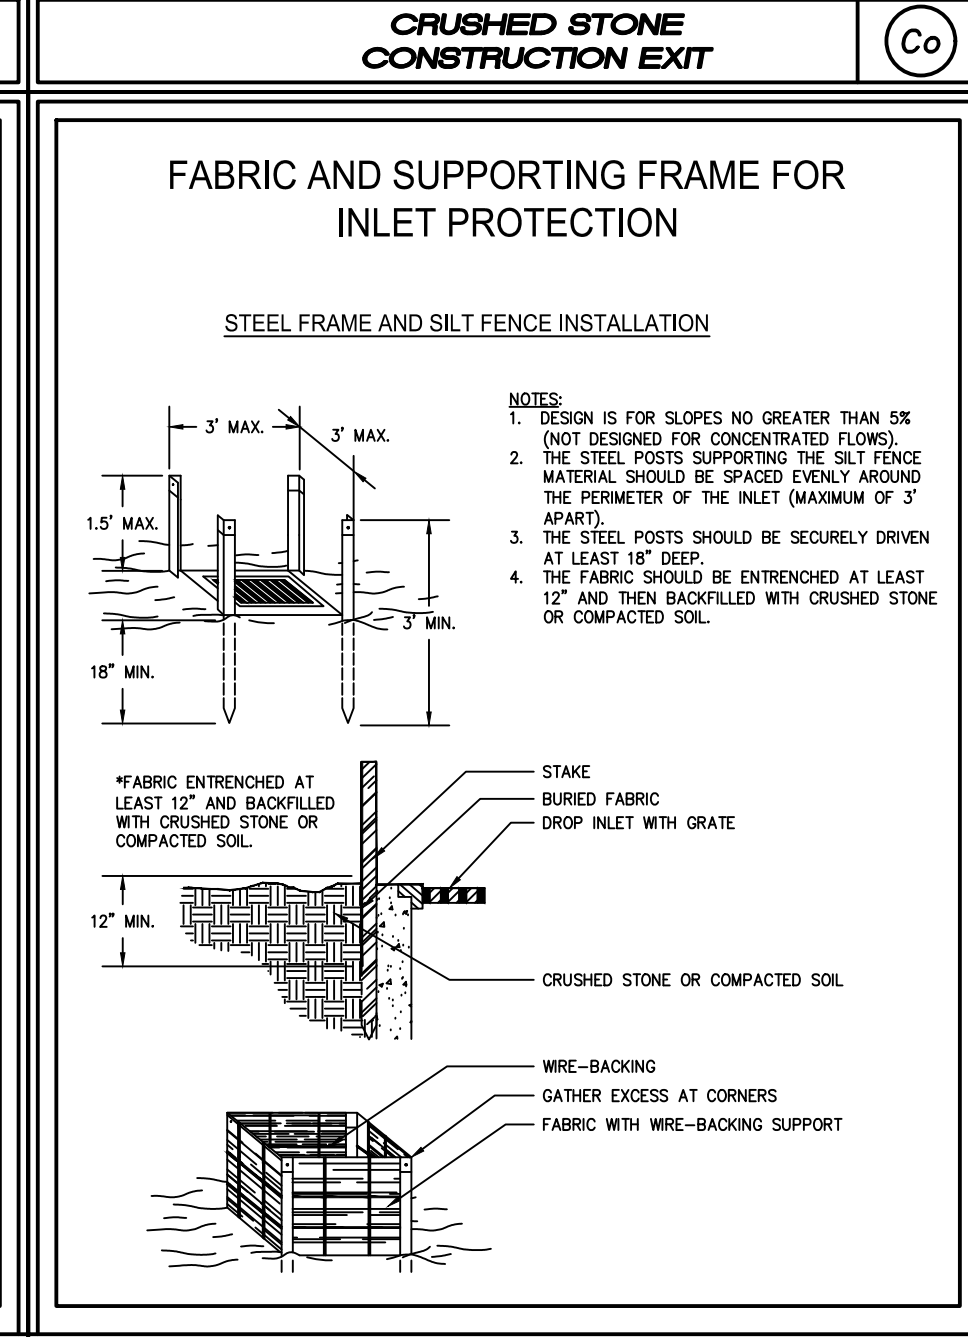 CRUSHED STONE
CONSTRUCTION EXIT
Co
FABRIC AND SUPPORTING FRAME FOR
INLET PROTECTION
STEEL FRAME AND SILT FENCE INSTALLATION
3' MAX.
3' MAX.
1.5' MAX.
3' MIN.
18" MIN.
NOTES:
1. DESIGN IS FOR SLOPES NO GREATER THAN 5%
(NOT DESIGNED FOR CONCENTRATED FLOWS).
2. THE STEEL POSTS SUPPORTING THE SILT FENCE
MATERIAL SHOULD BE SPACED EVENLY AROUND
THE PERIMETER OF THE INLET (MAXIMUM OF 3'
APART).
3. THE STEEL POSTS SHOULD BE SECURELY DRIVEN
AT LEAST 18" DEEP.
4. THE FABRIC SHOULD BE ENTRENCHED AT LEAST
12" AND THEN BACKFILLED WITH CRUSHED STONE
OR COMPACTED SOIL.
*FABRIC ENTRENCHED AT
LEAST 12" AND BACKFILLED
WITH CRUSHED STONE OR
COMPACTED SOIL.
12" MIN.
STAKE
BURIED FABRIC
DROP INLET WITH GRATE
CRUSHED STONE OR COMPACTED SOIL
WIRE-BACKING
GATHER EXCESS AT CORNERS
FABRIC WITH WIRE-BACKING SUPPORT